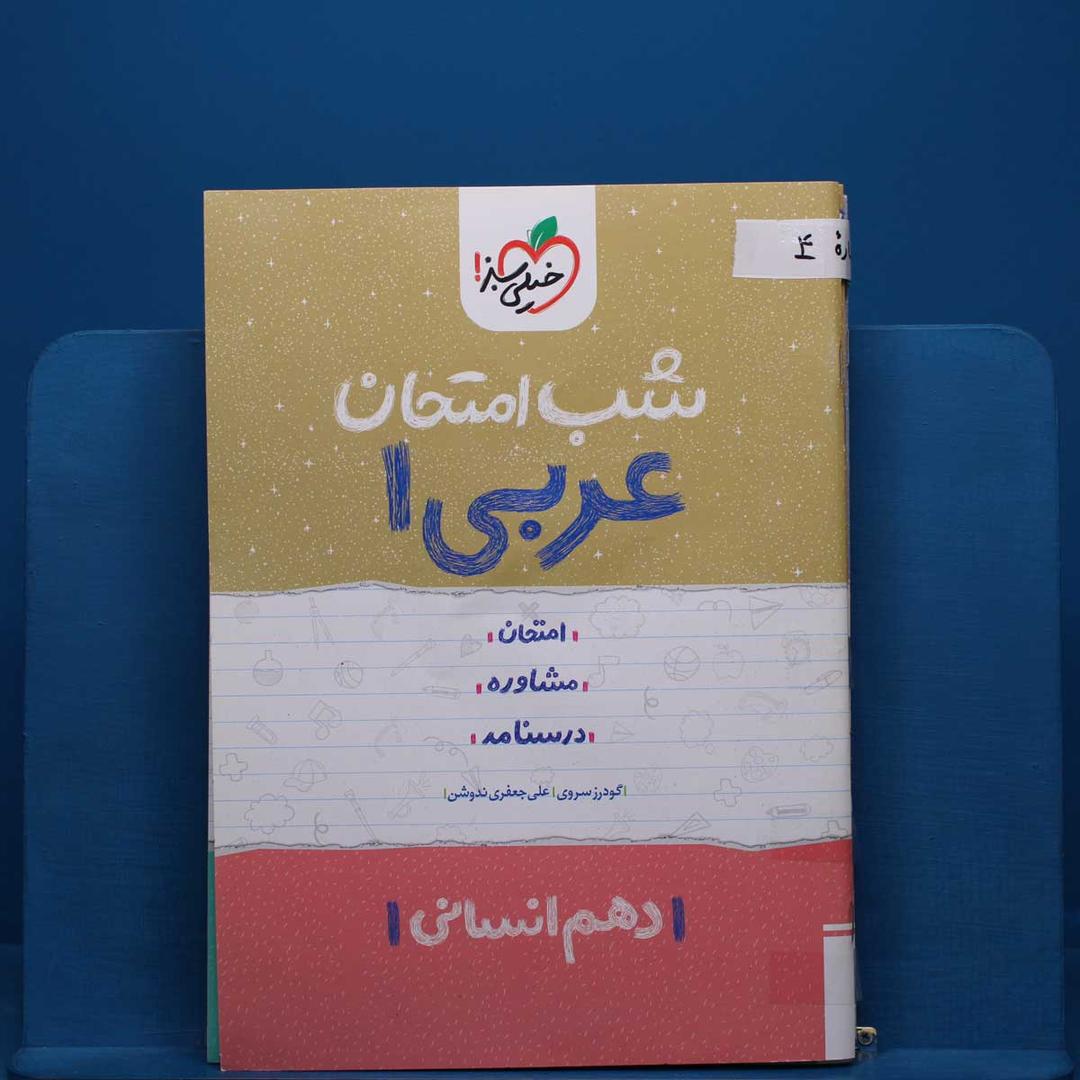 خیلی سبز!
شب امتحان
عربی ۱
امتحان
مشاوره
درسنامه
گودرز سروی | علی جعفری ندوشن
دهم انسانی